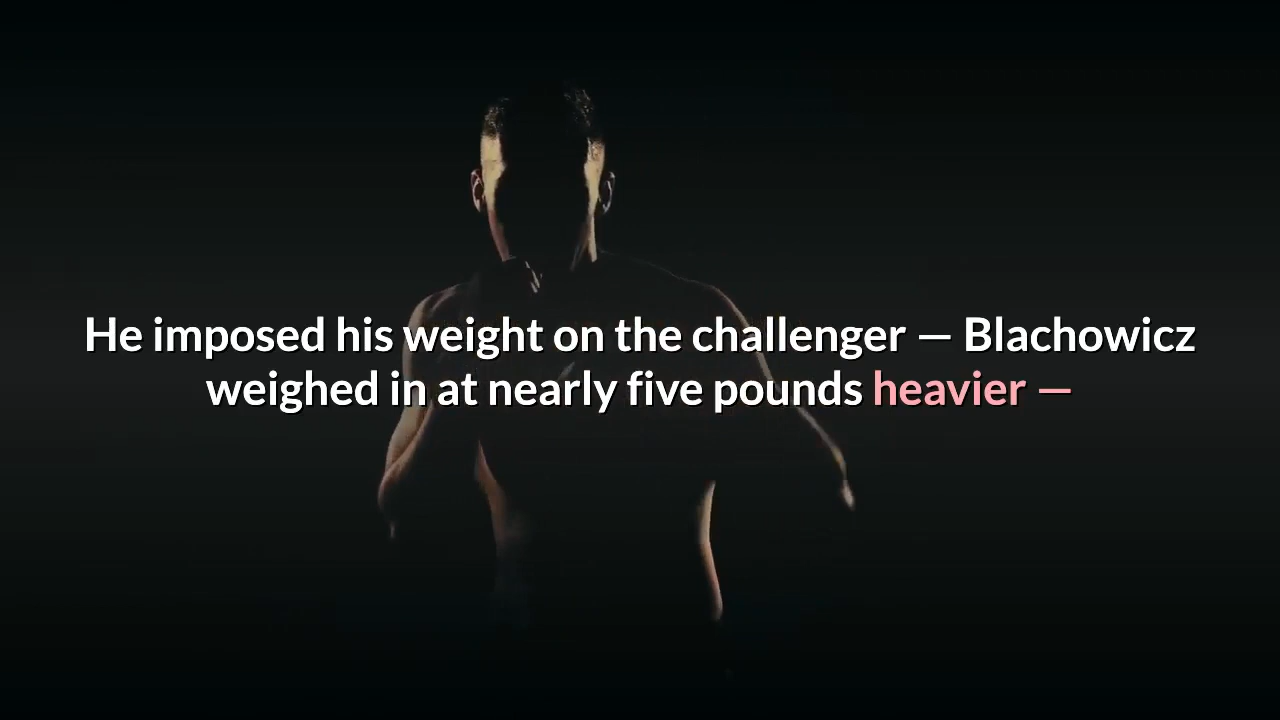 He imposed his weight on the challenger — Blachowicz
weighed in at nearly five pounds heavier —